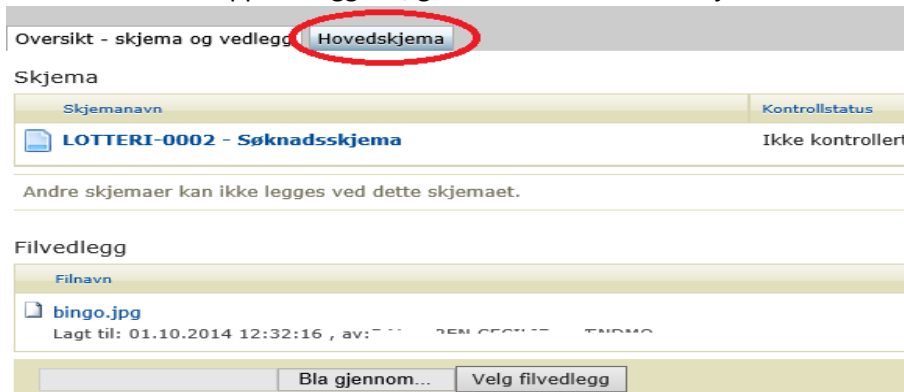 Oversikt - skjema og vedlegg Hovedskjema
Skjema
Skjemanavn Kontrollstatus
LOTTERI-0002 - Søknadsskjema Ikke kontrollert
Andre skjemaer kan ikke legges ved dette skjemaet.
Filvedlegg
Filnavn
bingo.jpg
Lagt til: 01.10.2014 12:32:16 , av:
Bla gjennom... Velg filvedlegg